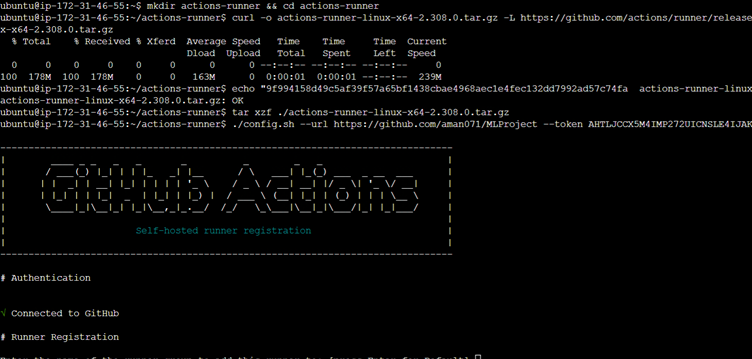 ubuntu@ip-172-31-46-55:~$ mkdir actions-runner && cd actions-runner
ubuntu@ip-172-31-46-55:~/actions-runner$ curl -o actions-runner-linux-x64-2.308.0.tar.gz -L https://github.com/actions/runner/release
x-x64-2.308.0.tar.gz
% Total % Received % Xferd Average Speed Time Time Time Current
Dload Upload Total Spent Left Speed
0 0 0 0 0 0 0 0 --:--:-- --:--:-- --:--:-- 0
100 178M 100 178M 0 0 163M 0 0:00:01 0:00:01 --:--:-- 239M
ubuntu@ip-172-31-46-55:~/actions-runner$ echo "9f994158d49c5af39f57a65bf1438cbae4968aec1e4fec132dd7992ad57c74fa actions-runner-linux
actions-runner-linux-x64-2.308.0.tar.gz: OK
ubuntu@ip-172-31-46-55:~/actions-runner$ tar xzf ./actions-runner-linux-x64-2.308.0.tar.gz
ubuntu@ip-172-31-46-55:~/actions-runner$ ./config.sh --url https://github.com/aman071/MLProject --token AHTLJCCX5M4IMP272UICNSLE4IJAK
GitHub Actions
Self-hosted runner registration
# Authentication
√ Connected to GitHub
# Runner Registration